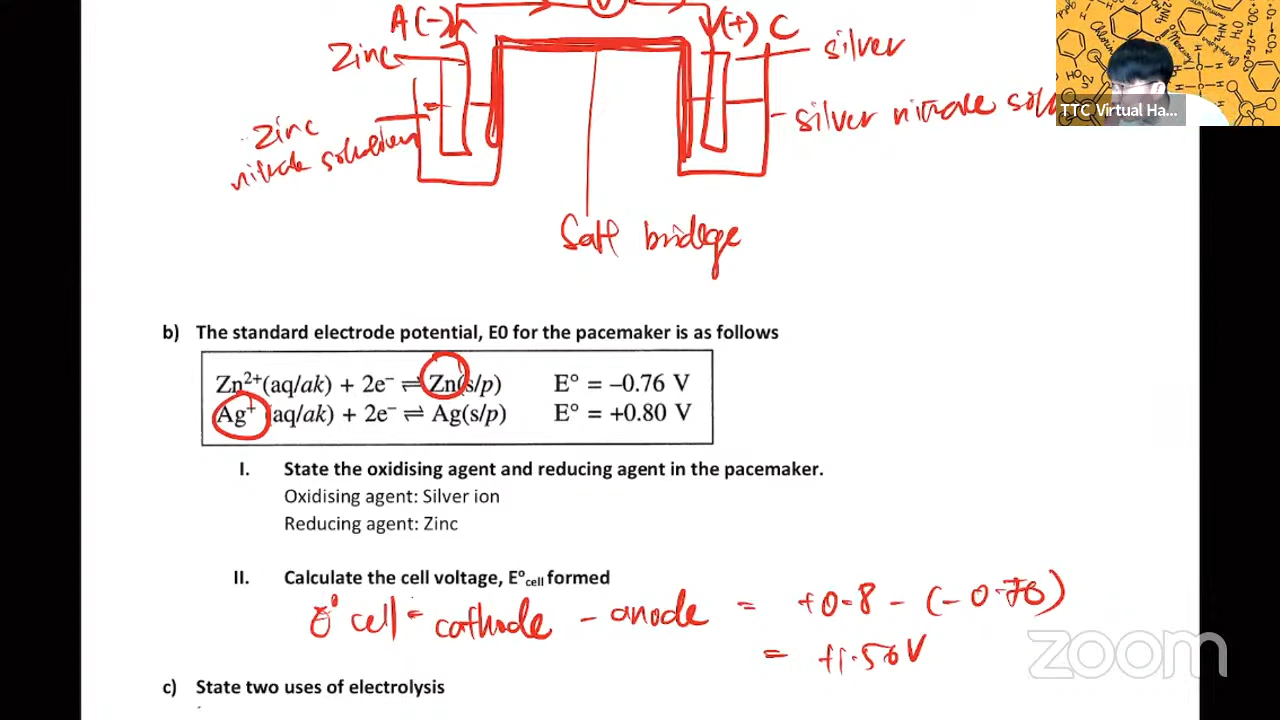 A (-)
V
(+) C
Zinc
silver
TTC Virtual Ha...
zinc
nitrate solution
silver nitrate
Salt bridge
b) The standard electrode potential, E0 for the pacemaker is as follows
Zn²⁺(aq/ak) + 2e⁻ ⇌ Zn(s/p) E° = –0.76 V
Ag⁺ (aq/ak) + 2e⁻ ⇌ Ag(s/p) E° = +0.80 V
I. State the oxidising agent and reducing agent in the pacemaker.
Oxidising agent: Silver ion
Reducing agent: Zinc
II. Calculate the cell voltage, E°cell formed
E° cell = cathode - anode = +0.8 - (-0.76)
= +1.56 V
zoom
c) State two uses of electrolysis